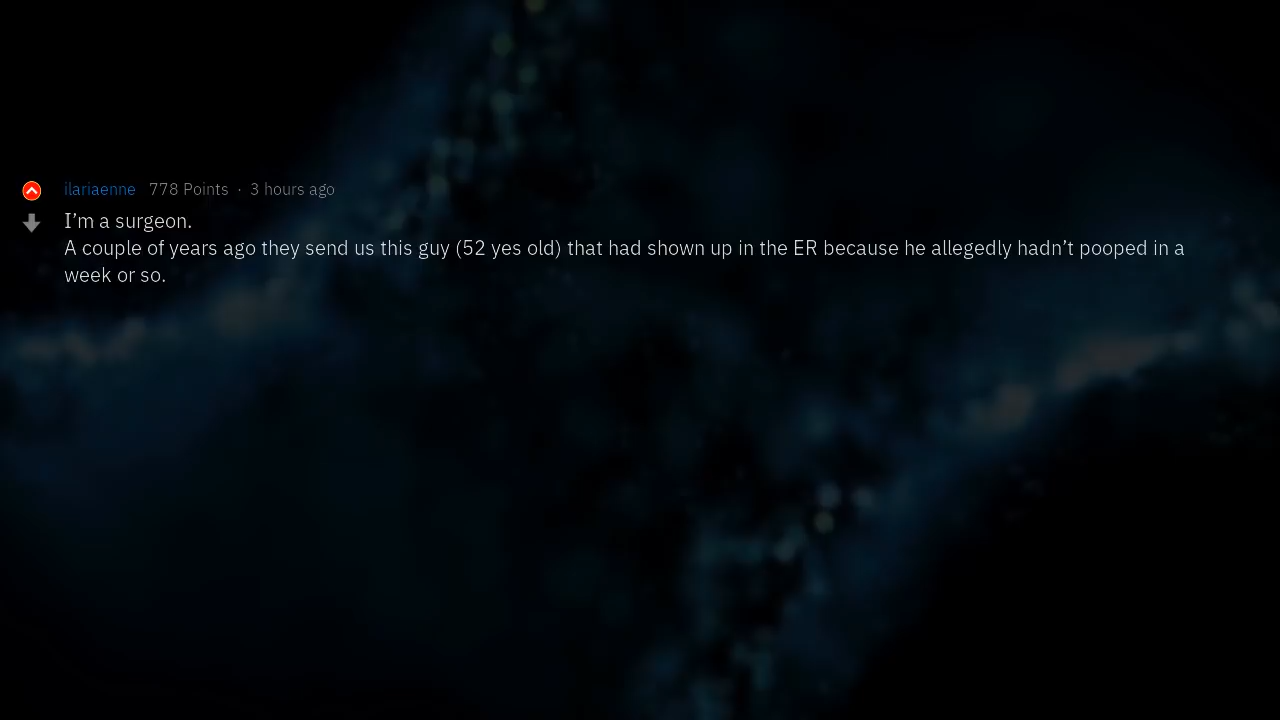 ilariaenne 778 Points · 3 hours ago
I’m a surgeon.
A couple of years ago they send us this guy (52 yes old) that had shown up in the ER because he allegedly hadn’t pooped in a
week or so.